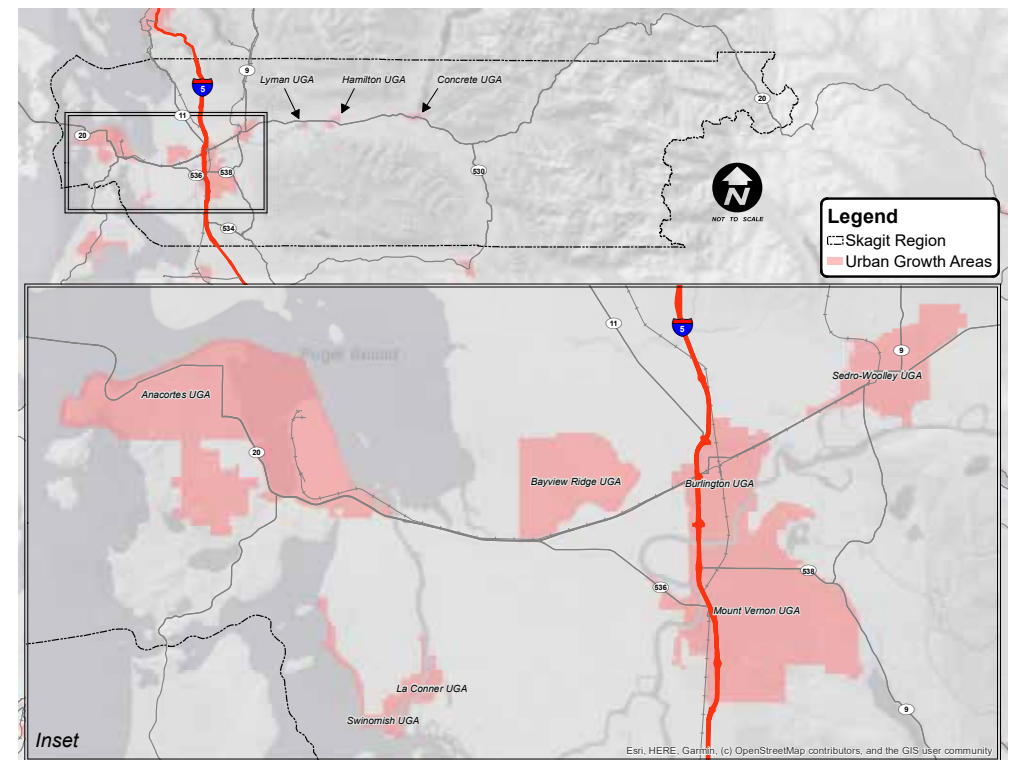 9
Lyman UGA
Hamilton UGA
Concrete UGA
5
20
11
20
536
538
530
534
N
NOT TO SCALE
Legend
Skagit Region
Urban Growth Areas
11
5
Puget Sound
9
Sedro-Woolley UGA
Anacortes UGA
20
Bayview Ridge UGA
Burlington UGA
538
536
Mount Vernon UGA
La Conner UGA
9
Swinomish UGA
Inset
Esri, HERE, Garmin, (c) OpenStreetMap contributors, and the GIS user community